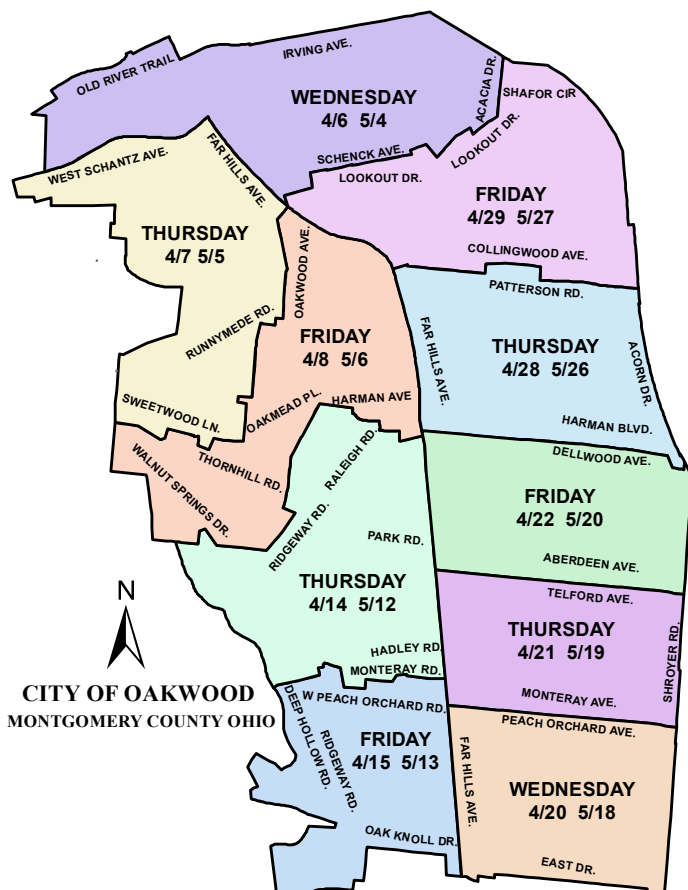 OLD RIVER TRAIL
IRVING AVE.
ACACIA DR.
SHAFOR CIR
WEDNESDAY
4/6 5/4
SCHENCK AVE.
LOOKOUT DR.
LOOKOUT DR.
WEST SCHANTZ AVE.
FAR HILLS AVE.
FRIDAY
4/29 5/27
COLLINGWOOD AVE.
THURSDAY
4/7 5/5
OAKWOOD AVE.
RUNNYMEDE RD.
SWEETWOOD LN.
PATTERSON RD.
FAR HILLS AVE.
THURSDAY
4/28 5/26
ACORN DR.
HARMAN BLVD.
FRIDAY
4/8 5/6
OAKMEAD PL.
HARMAN AVE
THORNHILL RD.
WALNUT SPRINGS DR.
RALEIGH RD.
RIDGEWAY RD.
DELLWOOD AVE.
FRIDAY
4/22 5/20
ABERDEEN AVE.
PARK RD.
THURSDAY
4/14 5/12
HADLEY RD.
MONTERAY RD.
TELFORD AVE.
THURSDAY
4/21 5/19
SHROYER RD.
MONTERAY AVE.
N
CITY OF OAKWOOD
MONTGOMERY COUNTY OHIO
W PEACH ORCHARD RD.
DEEP HOLLOW RD.
RIDGEWAY RD.
FRIDAY
4/15 5/13
OAK KNOLL DR.
PEACH ORCHARD AVE.
FAR HILLS AVE.
WEDNESDAY
4/20 5/18
EAST DR.